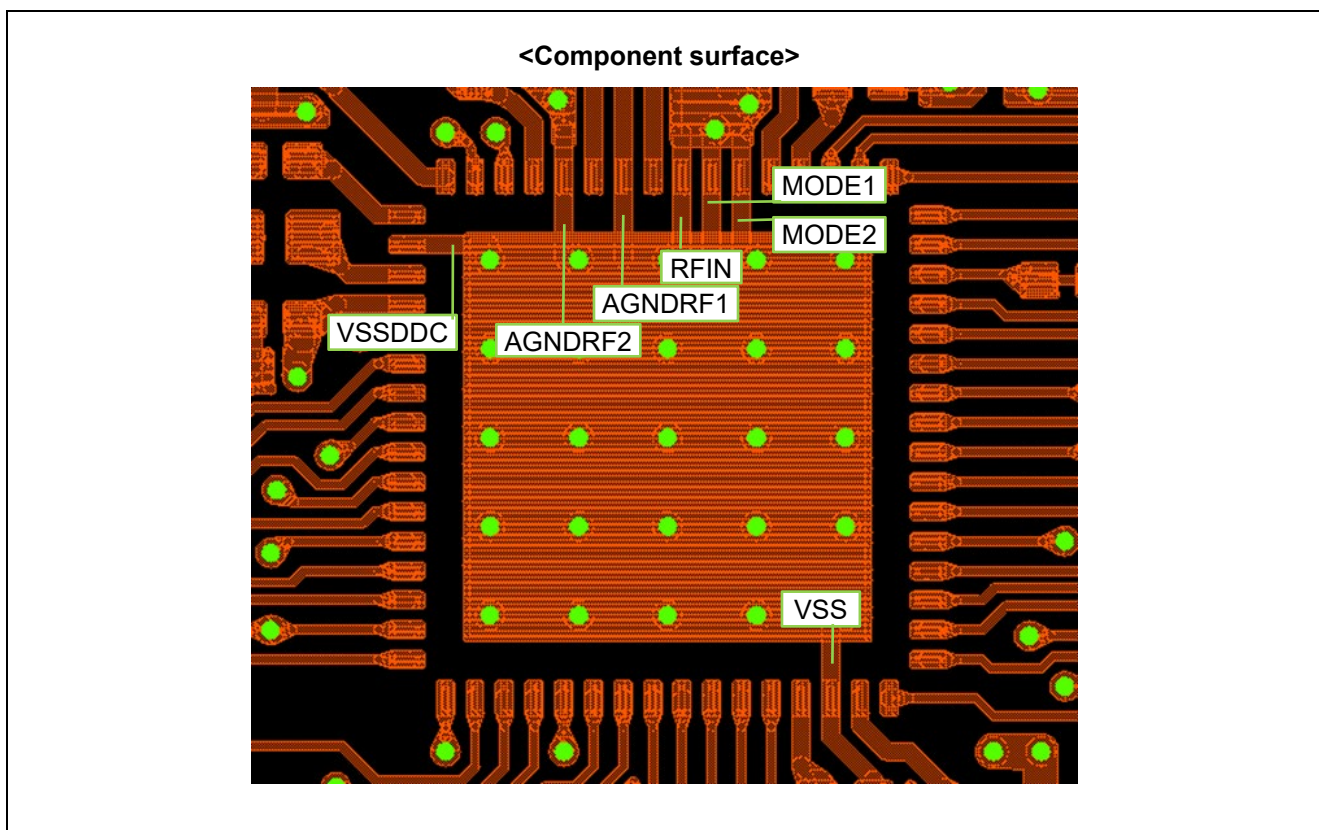 <Component surface>
MODE1
MODE2
RFIN
AGNDRF1
VSSDDC
AGNDRF2
VSS